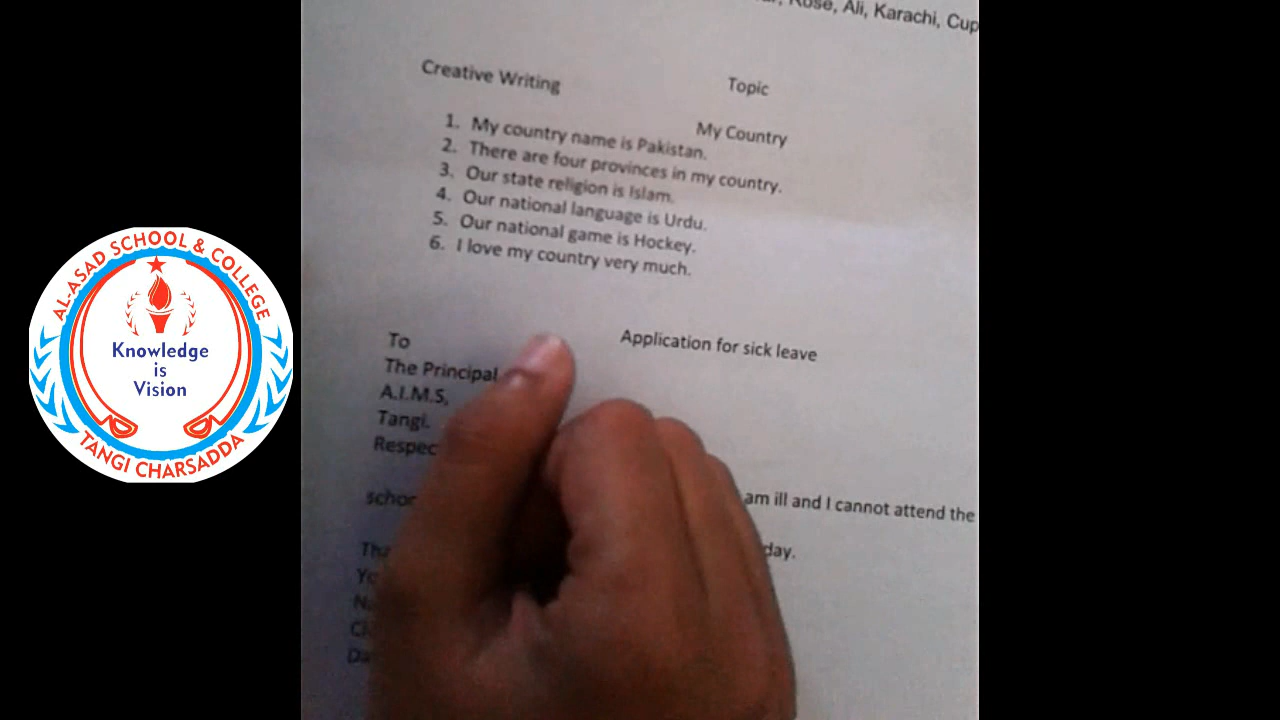 AL-ASAD SCHOOL & COLLEGE
Knowledge
is
Vision
TANGI CHARSADDA
Rose, Ali, Karachi, Cup
Creative Writing Topic
My Country
1. My country name is Pakistan.
2. There are four provinces in my country.
3. Our state religion is Islam.
4. Our national language is Urdu.
5. Our national game is Hockey.
6. I love my country very much.
Application for sick leave
To
The Principal
A.I.M.S,
Tangi.
am ill and I cannot attend the
day.